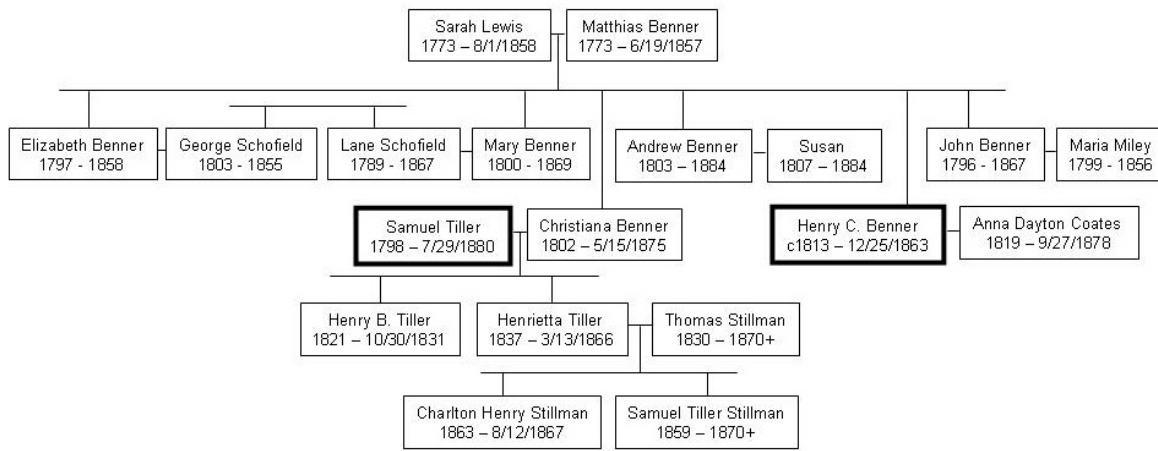 Sarah Lewis
1773 – 8/1/1858
Matthias Benner
1773 – 6/19/1857
Elizabeth Benner
1797 - 1858
George Schofield
1803 - 1855
Lane Schofield
1789 - 1867
Mary Benner
1800 - 1869
Andrew Benner
1803 – 1884
Susan
1807 – 1884
John Benner
1796 - 1867
Maria Miley
1799 - 1856
Samuel Tiller
1798 – 7/29/1880
Christiana Benner
1802 – 5/15/1875
Henry C. Benner
c1813 – 12/25/1863
Anna Dayton Coates
1819 – 9/27/1878
Henry B. Tiller
1821 – 10/30/1831
Henrietta Tiller
1837 – 3/13/1866
Thomas Stillman
1830 – 1870+
Charlton Henry Stillman
1863 – 8/12/1867
Samuel Tiller Stillman
1859 – 1870+